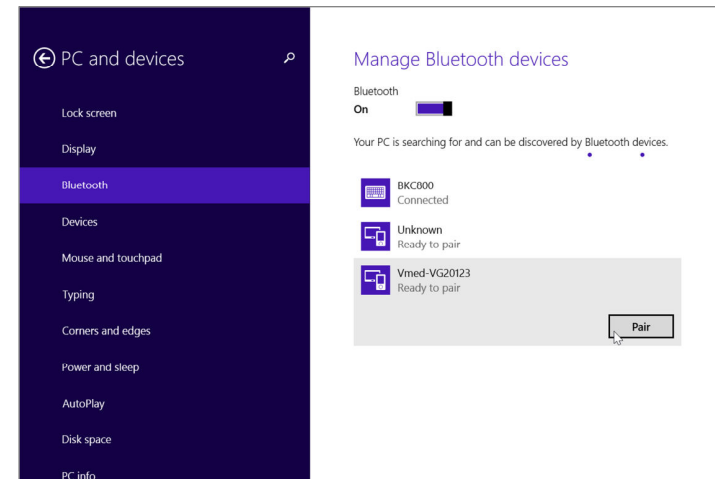 PC and devices
Lock screen
Display
Bluetooth
Devices
Mouse and touchpad
Typing
Corners and edges
Power and sleep
AutoPlay
Disk space
PC info
Manage Bluetooth devices
Bluetooth
On
Your PC is searching for and can be discovered by Bluetooth devices.
BKC800
Connected
Unknown
Ready to pair
Vmed-VG20123
Ready to pair
Pair